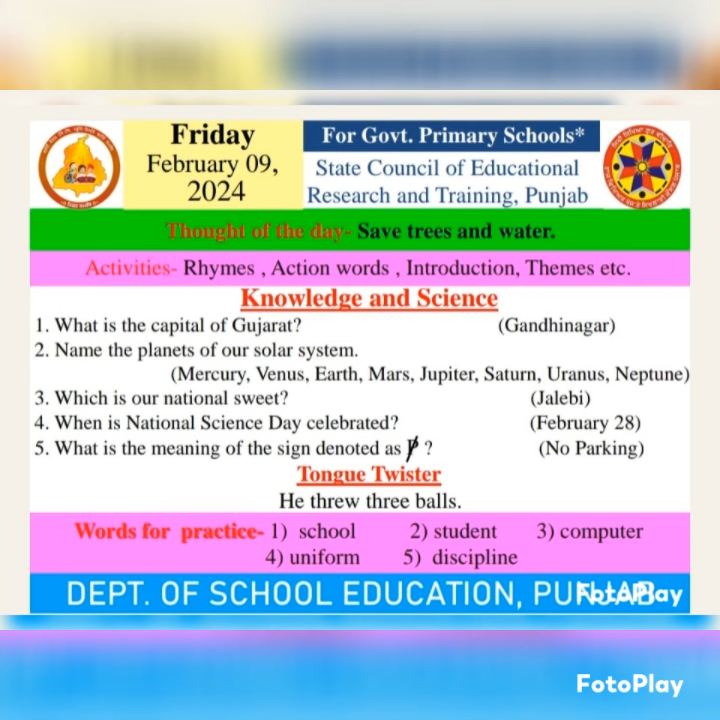 Friday
February 09,
2024
For Govt. Primary Schools*
State Council of Educational
Research and Training, Punjab
Thought of the day- Save trees and water.
Activities- Rhymes , Action words , Introduction, Themes etc.
Knowledge and Science
1. What is the capital of Gujarat? (Gandhinagar)
2. Name the planets of our solar system.
(Mercury, Venus, Earth, Mars, Jupiter, Saturn, Uranus, Neptune)
3. Which is our national sweet? (Jalebi)
4. When is National Science Day celebrated? (February 28)
5. What is the meaning of the sign denoted as P ? (No Parking)
Tongue Twister
He threw three balls.
Words for practice- 1) school 2) student 3) computer
4) uniform 5) discipline
DEPT. OF SCHOOL EDUCATION, PUNJAB
FotoPlay
FotoPlay